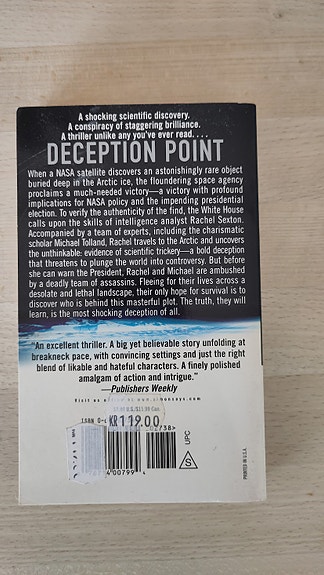 A shocking scientific discovery.
A conspiracy of staggering brilliance.
A thriller unlike any you've ever read. . . .
DECEPTION POINT
When a NASA satellite discovers an astonishingly rare object
buried deep in the Arctic ice, the floundering space agency
proclaims a much-needed victory—a victory with profound
implications for NASA policy and the impending presidential
election. To verify the authenticity of the find, the White House
calls upon the skills of intelligence analyst Rachel Sexton.
Accompanied by a team of experts, including the charismatic
scholar Michael Tolland, Rachel travels to the Arctic and uncovers
the unthinkable: evidence of scientific trickery—a bold deception
that threatens to plunge the world into controversy. But before
she can warn the President, Rachel and Michael are ambushed
by a deadly team of assassins. Fleeing for their lives across a
desolate and lethal landscape, their only hope for survival is to
discover who is behind this masterful plot. The truth, they will
learn, is the most shocking deception of all.
"An excellent thriller. A big yet believable story unfolding at
breakneck pace, with convincing settings and just the right
blend of likable and hateful characters. A finely polished
amalgam of action and intrigue."
—Publishers Weekly
Visit us
ISBN 0-
KR119.00
UPC
S
00799 4
PRINTED IN U.S.A.